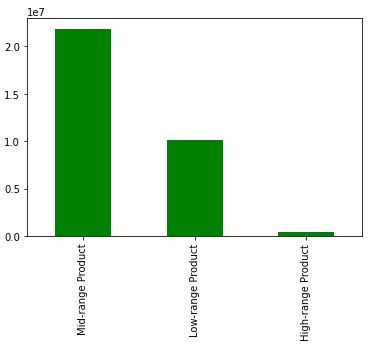 1e7
2.0
1.5
1.0
0.5
0.0
Mid-range Product
Low-range Product
High-range Product